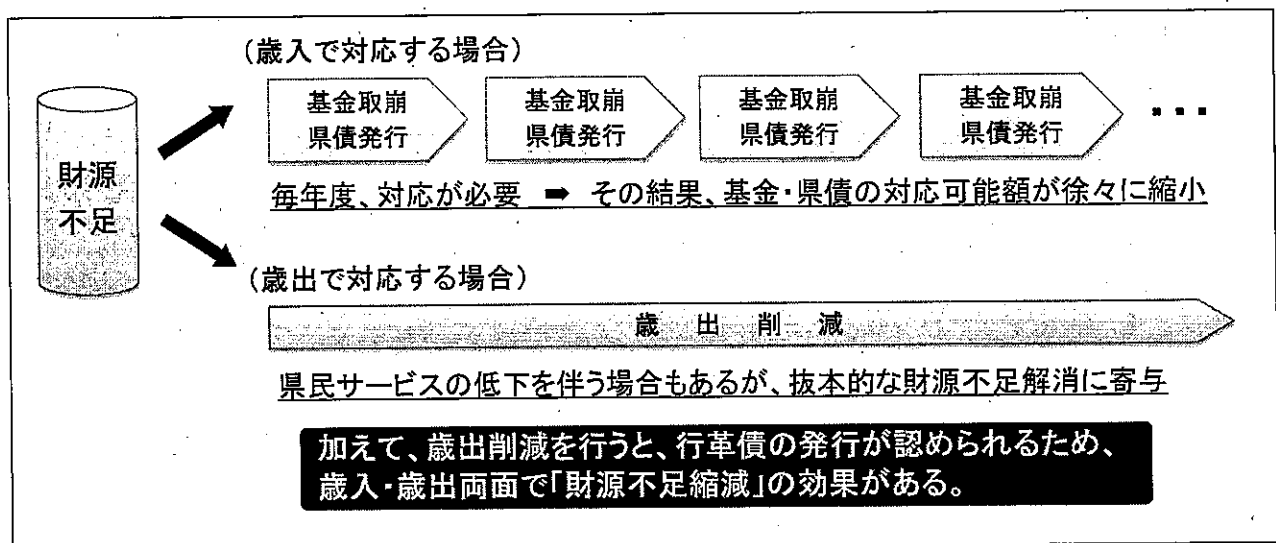 (歳入で対応する場合)
財源
不足
基金取崩
県債発行
基金取崩
県債発行
基金取崩
県債発行
基金取崩
県債発行
・・・
毎年度、対応が必要 ➡ その結果、基金・県債の対応可能額が徐々に縮小
(歳出で対応する場合)
歳出削減
県民サービスの低下を伴う場合もあるが、抜本的な財源不足解消に寄与
加えて、歳出削減を行うと、行革債の発行が認められるため、
歳入・歳出両面で「財源不足縮減」の効果がある。